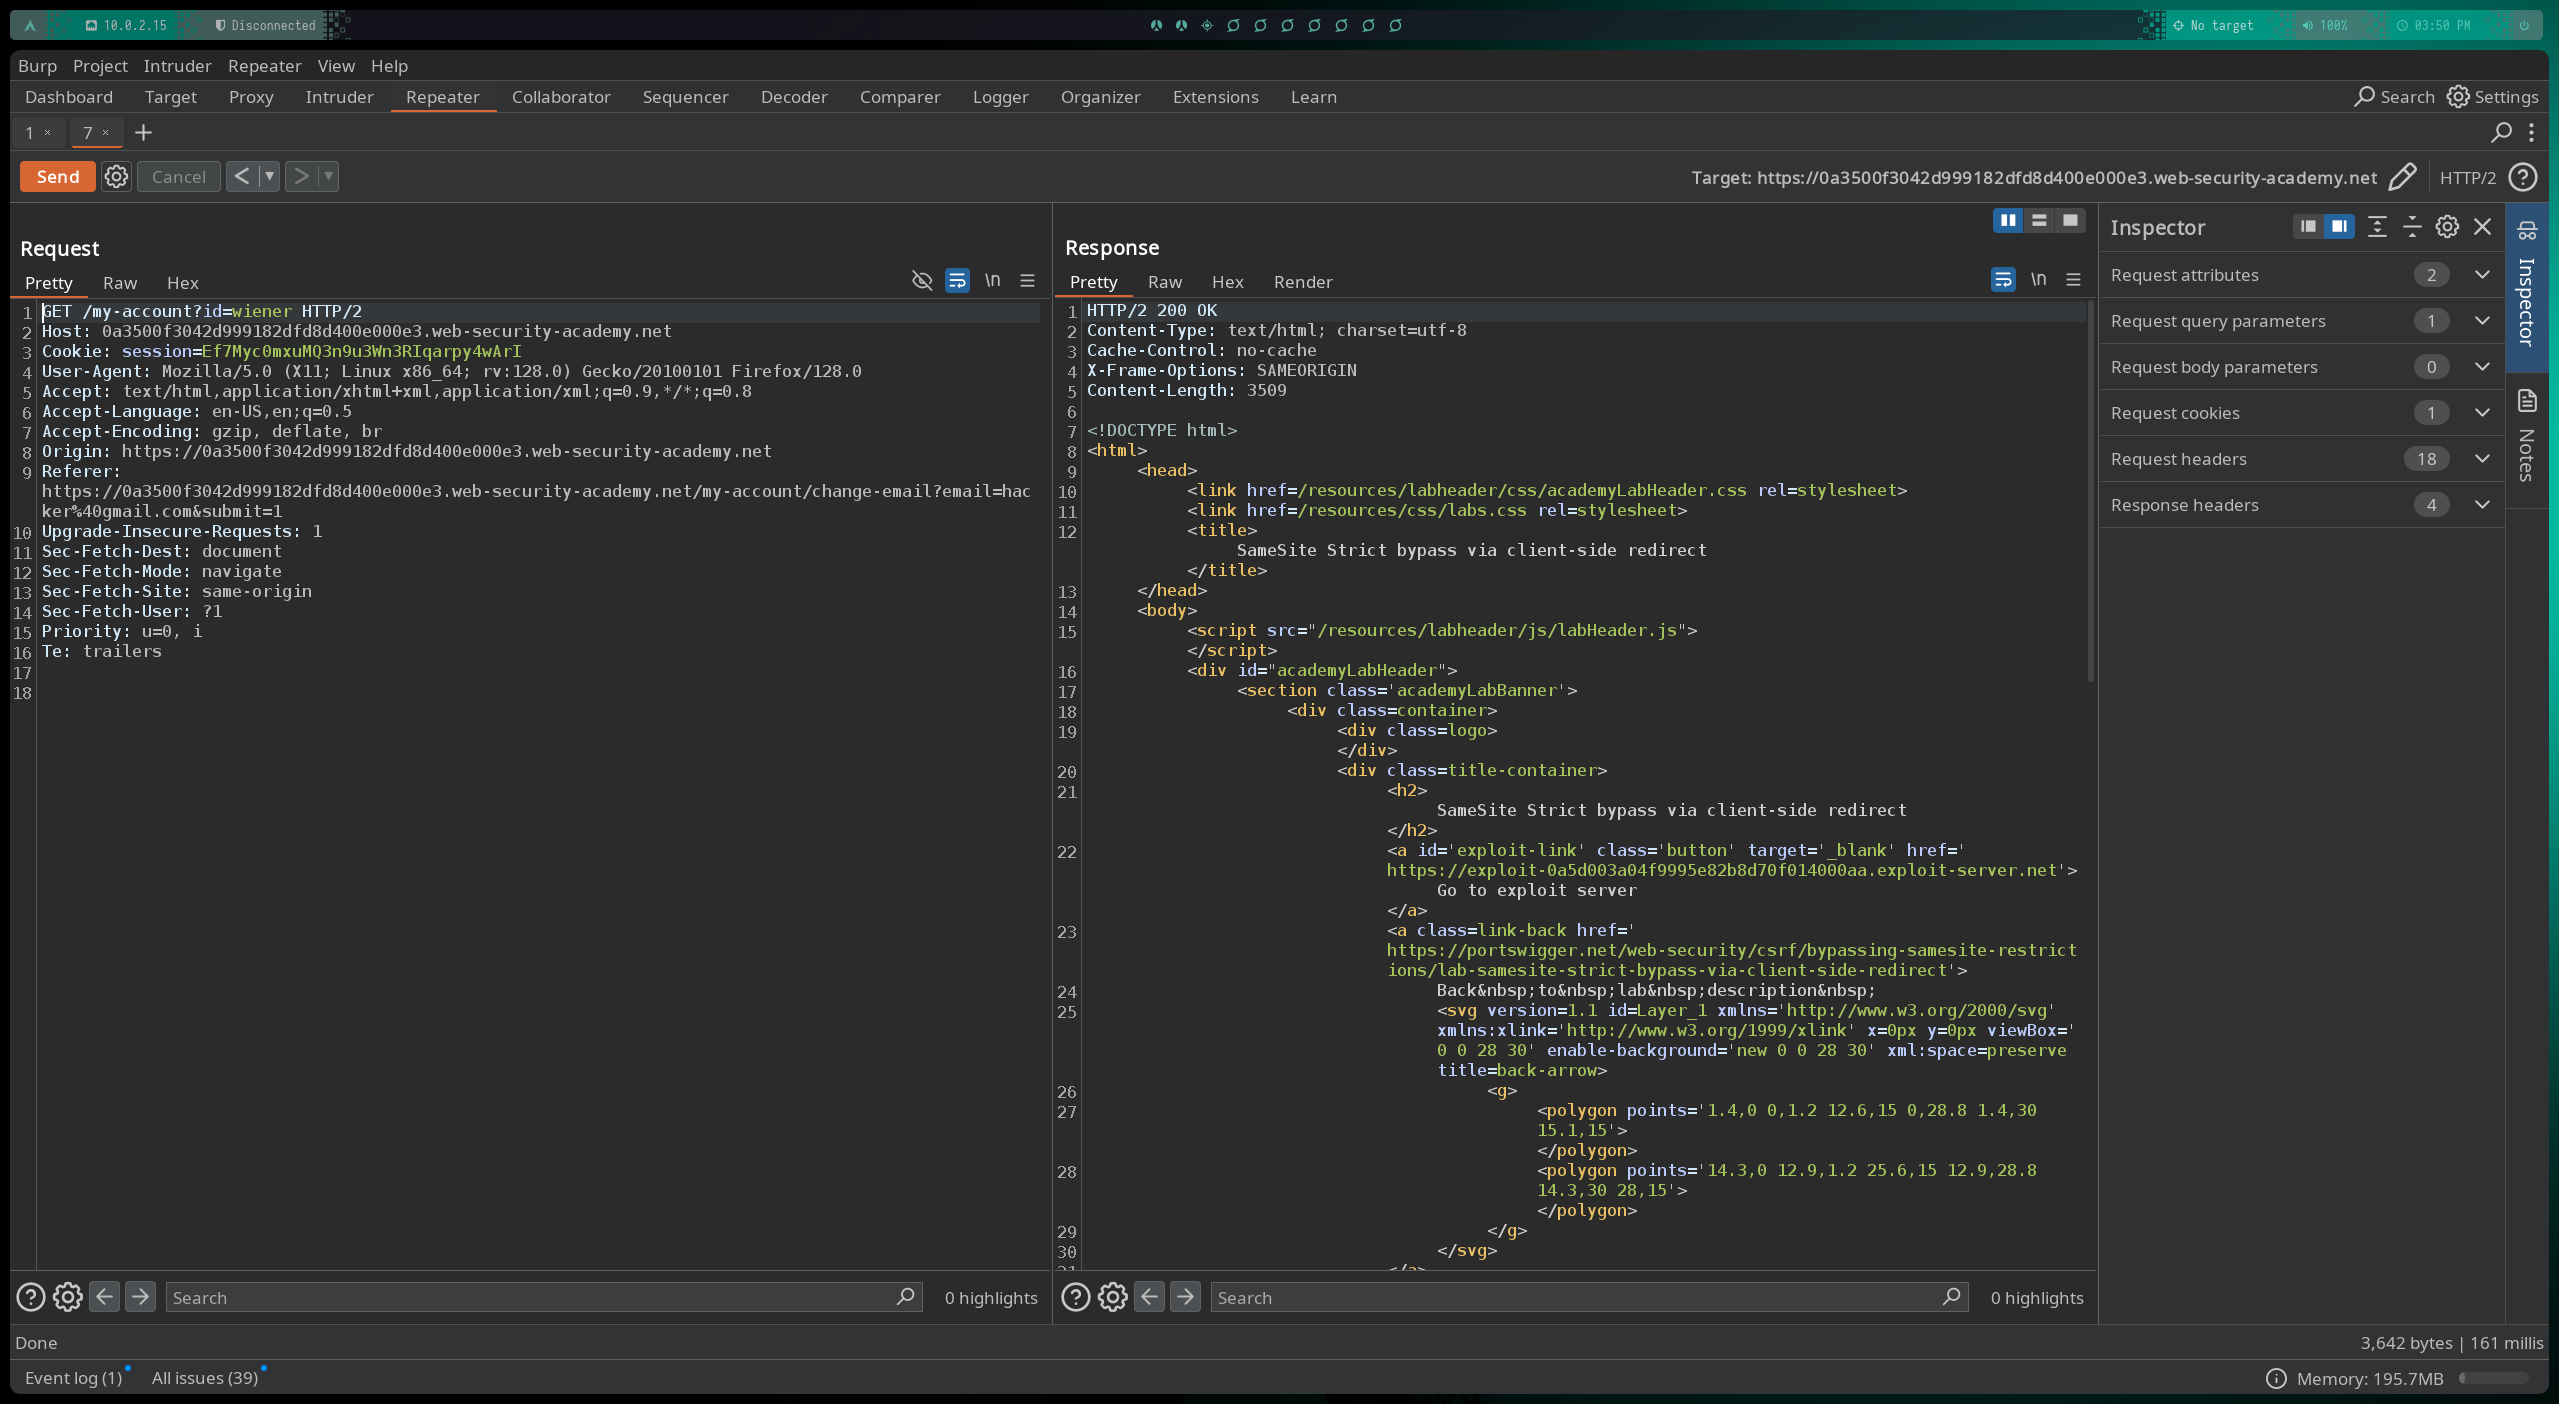 10.0.2.15
Disconnected
No target
100%
03:50 PM
Burp Project Intruder Repeater View Help
Dashboard Target Proxy Intruder Repeater Collaborator Sequencer Decoder Comparer Logger Organizer Extensions Learn
Search Settings
1 × 7 ×
Send Cancel
Target: https://0a3500f3042d999182dfd8d400e000e3.web-security-academy.net HTTP/2
Request
Pretty Raw Hex
\n
1 GET /my-account?id=wiener HTTP/2
2 Host: 0a3500f3042d999182dfd8d400e000e3.web-security-academy.net
3 Cookie: session=Ef7Myc0mxuMQ3n9u3Wn3RIqarpy4wArI
4 User-Agent: Mozilla/5.0 (X11; Linux x86_64; rv:128.0) Gecko/20100101 Firefox/128.0
5 Accept: text/html,application/xhtml+xml,application/xml;q=0.9,*/*;q=0.8
6 Accept-Language: en-US,en;q=0.5
7 Accept-Encoding: gzip, deflate, br
8 Origin: https://0a3500f3042d999182dfd8d400e000e3.web-security-academy.net
9 Referer:
https://0a3500f3042d999182dfd8d400e000e3.web-security-academy.net/my-account/change-email?email=hac
ker%40gmail.com&submit=1
10 Upgrade-Insecure-Requests: 1
11 Sec-Fetch-Dest: document
12 Sec-Fetch-Mode: navigate
13 Sec-Fetch-Site: same-origin
14 Sec-Fetch-User: ?1
15 Priority: u=0, i
16 Te: trailers
17
18
Search
0 highlights
Response
Pretty Raw Hex Render
\n
1 HTTP/2 200 OK
2 Content-Type: text/html; charset=utf-8
3 Cache-Control: no-cache
4 X-Frame-Options: SAMEORIGIN
5 Content-Length: 3509
6
7 <!DOCTYPE html>
8 <html>
9 <head>
10 <link href=/resources/labheader/css/academyLabHeader.css rel=stylesheet>
11 <link href=/resources/css/labs.css rel=stylesheet>
12 <title>
SameSite Strict bypass via client-side redirect
</title>
13 </head>
14 <body>
15 <script src="/resources/labheader/js/labHeader.js">
</script>
16 <div id="academyLabHeader">
17 <section class='academyLabBanner'>
18 <div class=container>
19 <div class=logo>
</div>
20 <div class=title-container>
21 <h2>
SameSite Strict bypass via client-side redirect
</h2>
22 <a id='exploit-link' class='button' target='_blank' href='
https://exploit-0a5d003a04f9995e82b8d70f014000aa.exploit-server.net'>
Go to exploit server
</a>
23 <a class=link-back href='
https://portswigger.net/web-security/csrf/bypassing-samesite-restrict
ions/lab-samesite-strict-bypass-via-client-side-redirect'>
24 Back&nbsp;to&nbsp;lab&nbsp;description&nbsp;
25 <svg version=1.1 id=Layer_1 xmlns='http://www.w3.org/2000/svg'
xmlns:xlink='http://www.w3.org/1999/xlink' x=0px y=0px viewBox='
0 0 28 30' enable-background='new 0 0 28 30' xml:space=preserve
title=back-arrow>
26 <g>
27 <polygon points='1.4,0 0,1.2 12.6,15 0,28.8 1.4,30
15.1,15'>
</polygon>
28 <polygon points='14.3,0 12.9,1.2 25.6,15 12.9,28.8
14.3,30 28,15'>
</polygon>
29 </g>
30 </svg>
31 </a>
Search
0 highlights
Inspector
Request attributes 2
Request query parameters 1
Request body parameters 0
Request cookies 1
Request headers 18
Response headers 4
Inspector
Notes
Done
3,642 bytes | 161 millis
Event log (1) All issues (39)
Memory: 195.7MB